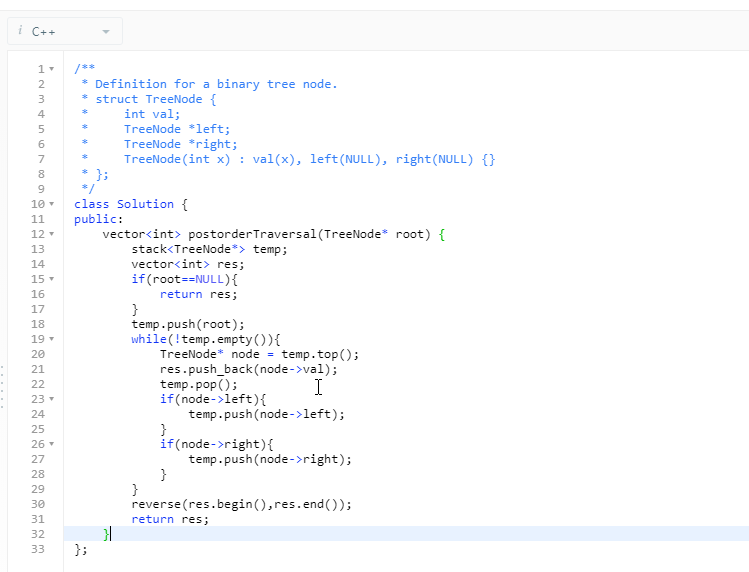 i C++
1 /**
2  * Definition for a binary tree node.
3  * struct TreeNode {
4  *     int val;
5  *     TreeNode *left;
6  *     TreeNode *right;
7  *     TreeNode(int x) : val(x), left(NULL), right(NULL) {}
8  * };
9  */
10 class Solution {
11 public:
12     vector<int> postorderTraversal(TreeNode* root) {
13         stack<TreeNode*> temp;
14         vector<int> res;
15         if(root==NULL){
16             return res;
17         }
18         temp.push(root);
19         while(!temp.empty()){
20             TreeNode* node = temp.top();
21             res.push_back(node->val);
22             temp.pop();
23             if(node->left){
24                 temp.push(node->left);
25             }
26             if(node->right){
27                 temp.push(node->right);
28             }
29         }
30         reverse(res.begin(),res.end());
31         return res;
32     }
33 };